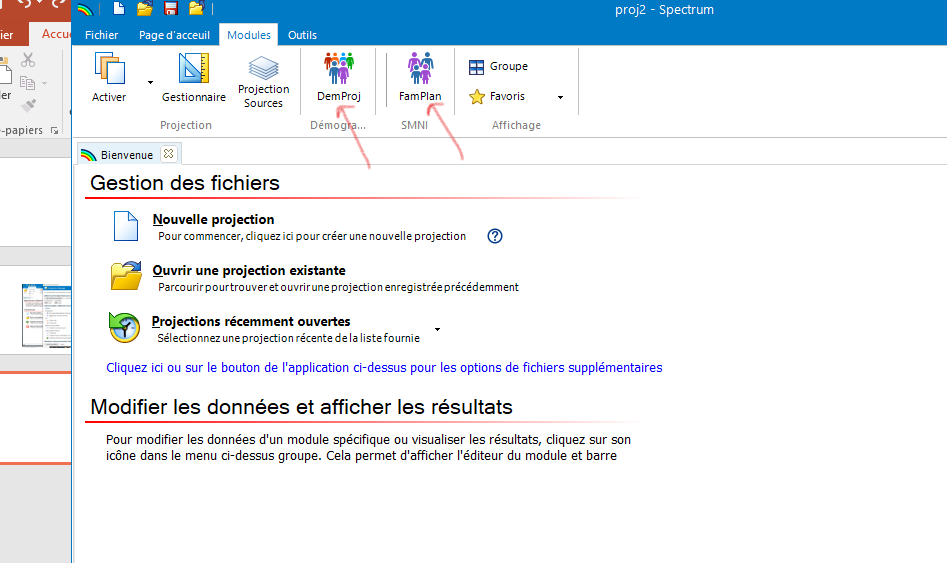 proj2 - Spectrum
ier
Accu
Fichier Page d'acceuil Modules Outils
ler
-papiers
Activer
Gestionnaire
Projection
Sources
DemProj
FamPlan
Groupe
Favoris
Projection
Démogra...
SMNI
Affichage
Bienvenue
Gestion des fichiers
Nouvelle projection
Pour commencer, cliquez ici pour créer une nouvelle projection
Ouvrir une projection existante
Parcourir pour trouver et ouvrir une projection enregistrée précédemment
Projections récemment ouvertes
Sélectionnez une projection récente de la liste fournie
Cliquez ici ou sur le bouton de l'application ci-dessus pour les options de fichiers supplémentaires
Modifier les données et afficher les résultats
Pour modifier les données d'un module spécifique ou visualiser les résultats, cliquez sur son
icône dans le menu ci-dessus groupe. Cela permet d'afficher l'éditeur du module et barre